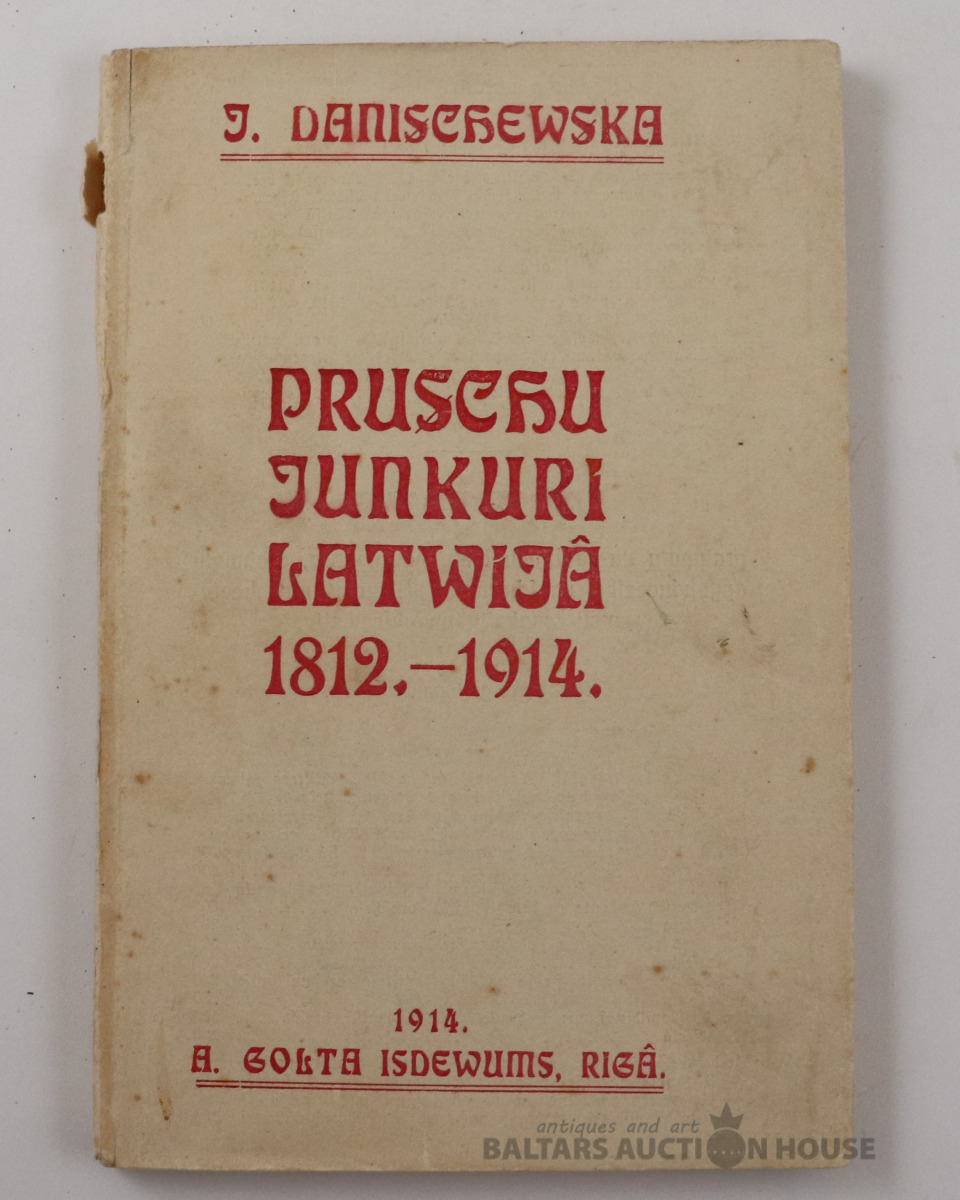 J. DANISCHEWSKA
PRUSCHU
JUNKURI
LATWIJÂ
1812.—1914.
1914.
A. GOLTA ISDEWUMS, RIGÂ.
antiques and art
BALTARS AUCTION HOUSE